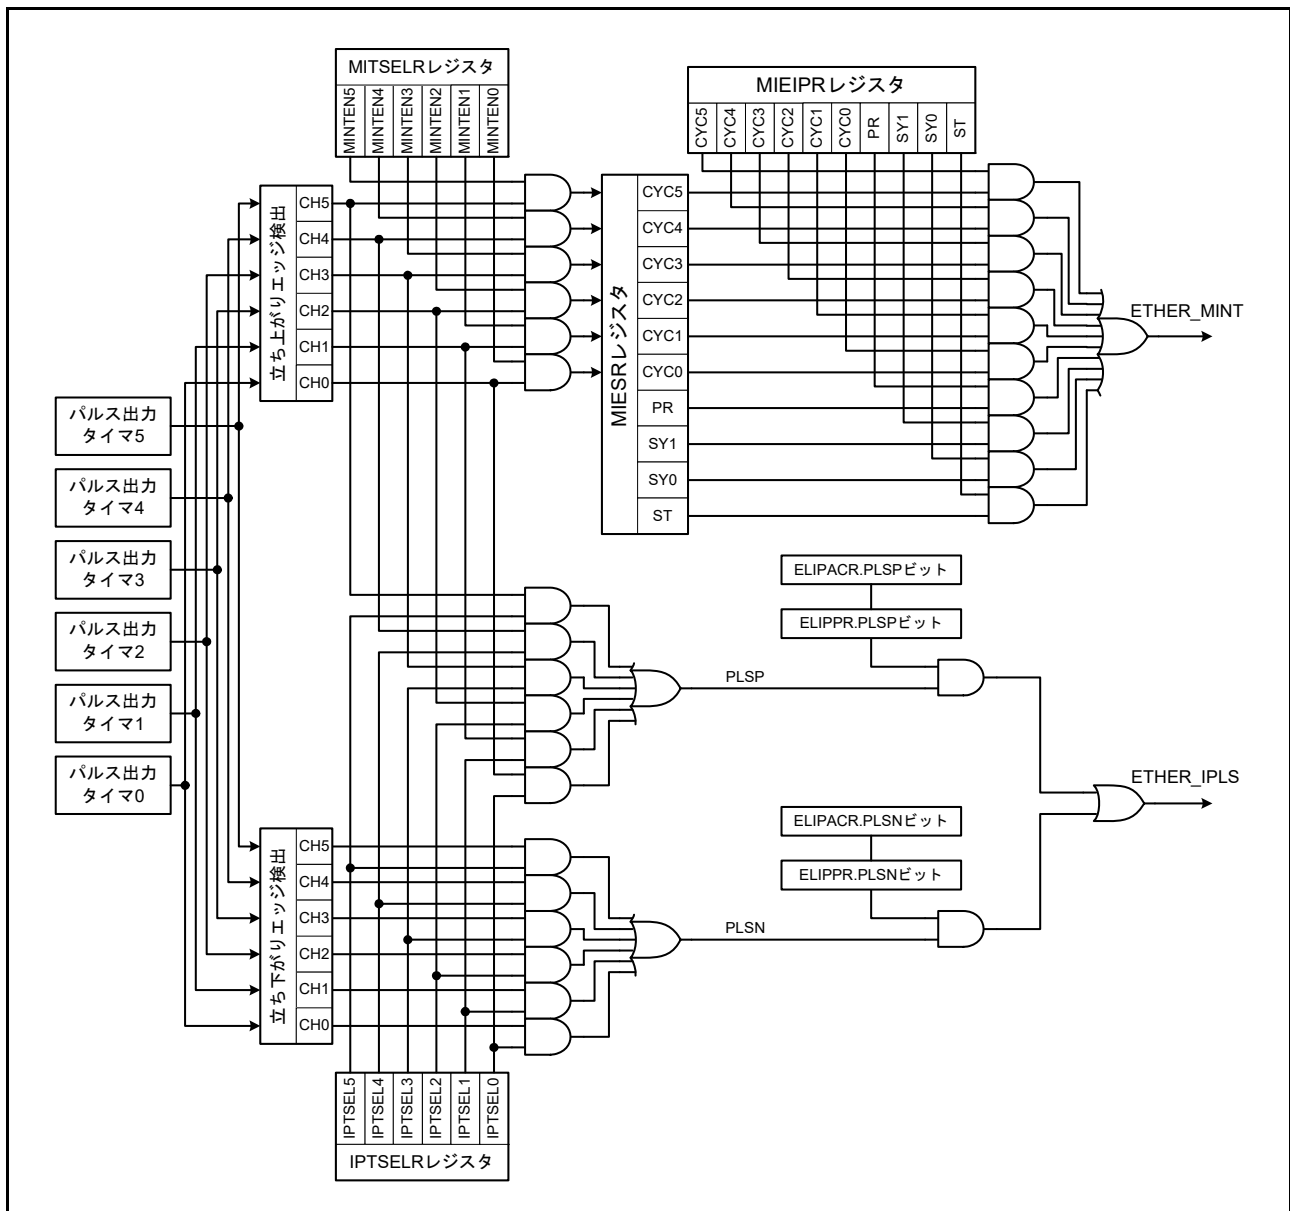 MITSELRレジスタ
MINTEN5
MINTEN4
MINTEN3
MINTEN2
MINTEN1
MINTEN0
MIEIPRレジスタ
CYC5
CYC4
CYC3
CYC2
CYC1
CYC0
PR
SY1
SY0
ST
立ち上がりエッジ検出
CH5
CH4
CH3
CH2
CH1
CH0
MIESRレジスタ
CYC5
CYC4
CYC3
CYC2
CYC1
CYC0
PR
SY1
SY0
ST
ETHER_MINT
パルス出力
タイマ5
パルス出力
タイマ4
パルス出力
タイマ3
パルス出力
タイマ2
パルス出力
タイマ1
パルス出力
タイマ0
ELIPACR.PLSPビット
ELIPPR.PLSPビット
PLSP
ETHER_IPLS
ELIPACR.PLSNビット
ELIPPR.PLSNビット
PLSN
立ち下がりエッジ検出
CH5
CH4
CH3
CH2
CH1
CH0
IPTSEL5
IPTSEL4
IPTSEL3
IPTSEL2
IPTSEL1
IPTSEL0
IPTSELRレジスタ